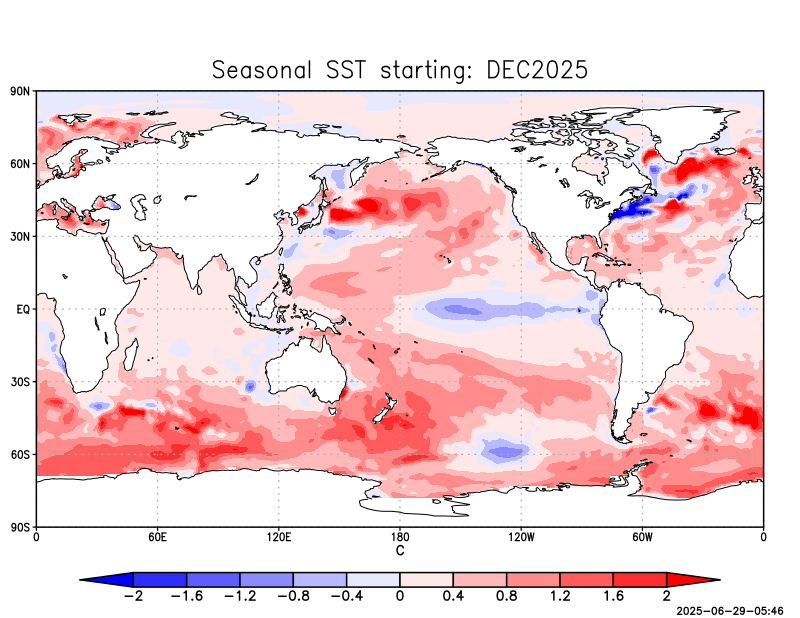 Seasonal SST starting: DEC2025
90N
60N
30N
EQ
30S
60S
90S
0 60E 120E 180 120W 60W 0
C
−2 −1.6 −1.2 −0.8 −0.4 0 0.4 0.8 1.2 1.6 2
2025-06-29-05:46